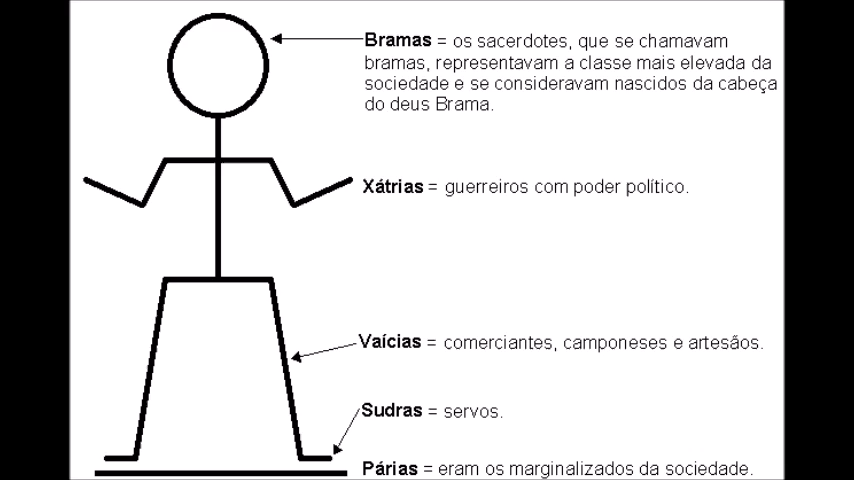 Bramas = os sacerdotes, que se chamavam
bramas, representavam a classe mais elevada da
sociedade e se consideravam nascidos da cabeça
do deus Brama.
Xátrias = guerreiros com poder político.
Vaícias = comerciantes, camponeses e artesãos.
Sudras = servos.
Párias = eram os marginalizados da sociedade.